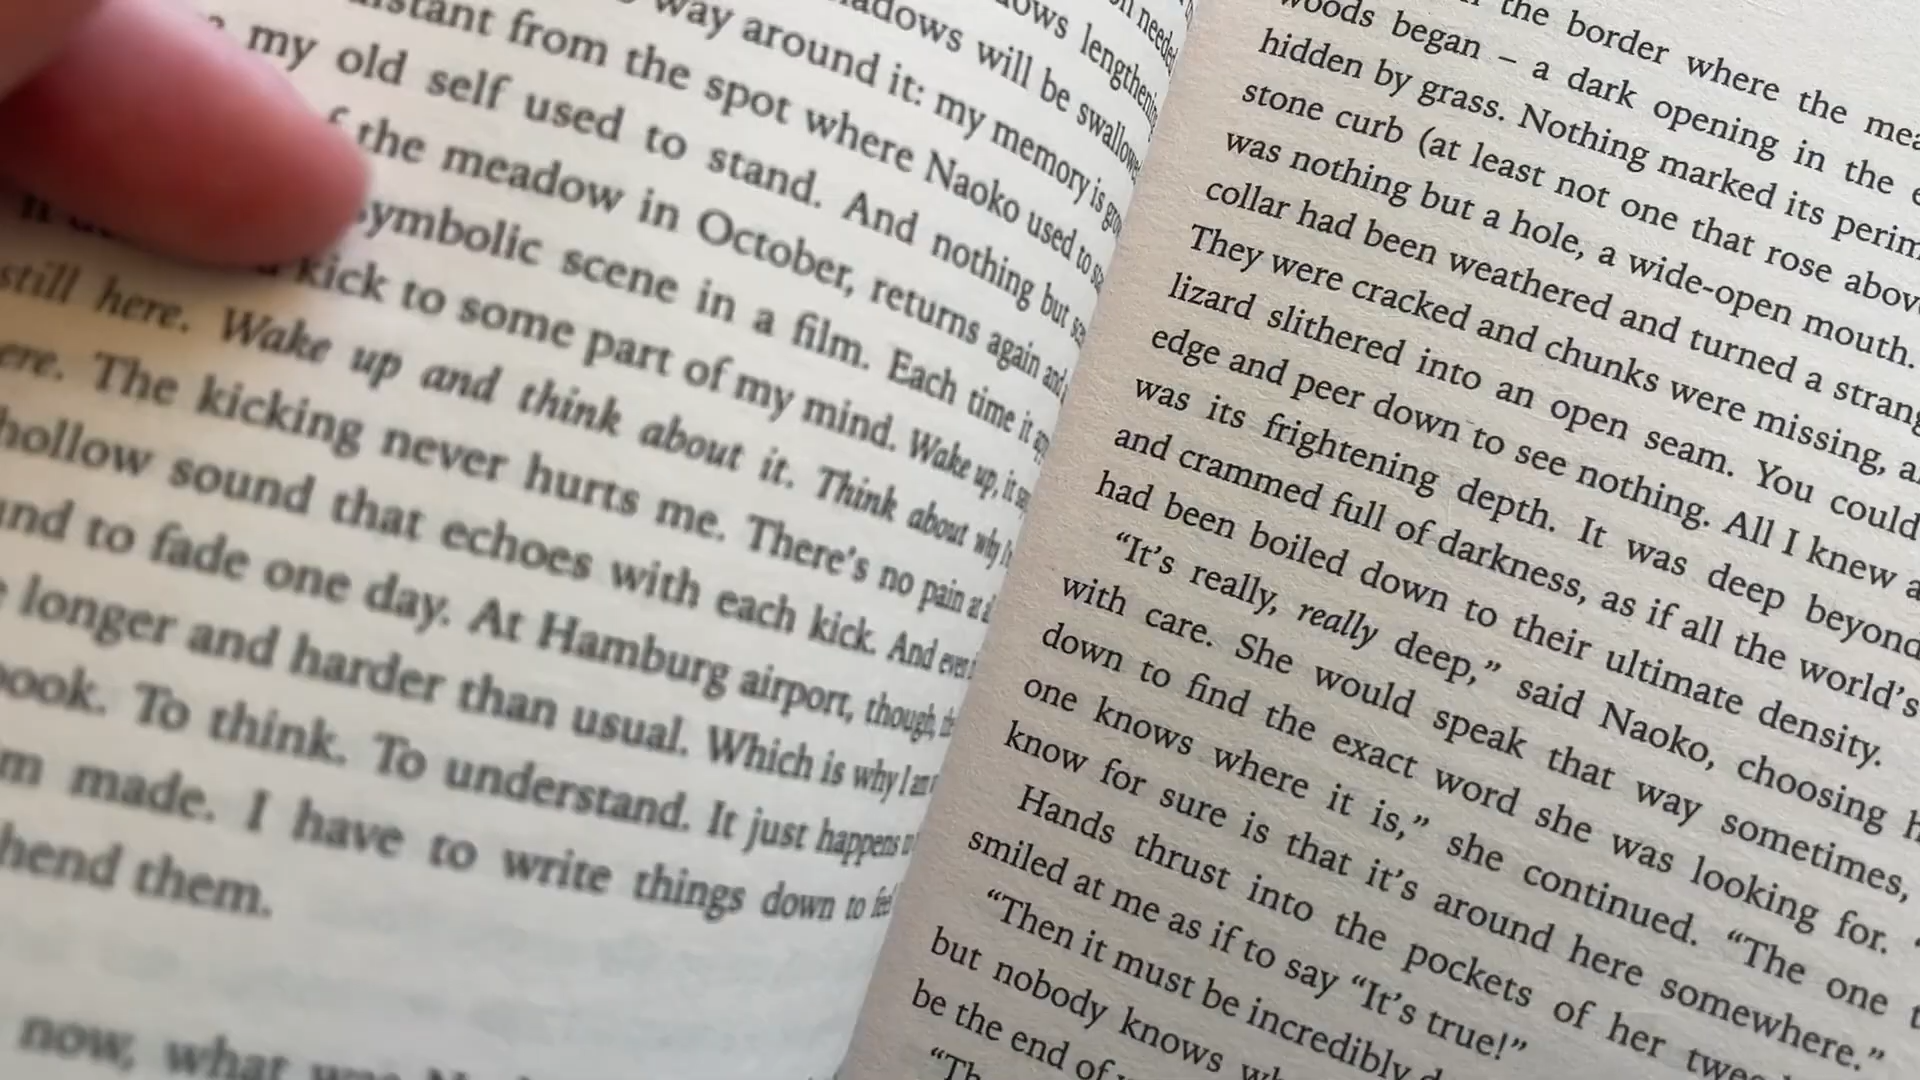 instant from the spot where Naoko used to
my old self used to stand. And nothing but
the meadow in October, returns again and
symbolic scene in a film. Each time it
kick to some part of my mind. Wake up, it
still here. Wake up and think about it. Think about why
The kicking never hurts me. There's no pain at
hollow sound that echoes with each kick. And even
to fade one day. At Hamburg airport, though,
longer and harder than usual. Which is why I am
To think. To understand. It just happens
made. I have to write things down to feel
them.
now, what was
the border where the
woods began – a dark opening in the
hidden by grass. Nothing marked its
stone curb (at least not one that rose
was nothing but a hole, a wide-open mouth.
collar had been weathered and turned a
They were cracked and chunks were missing,
lizard slithered into an open seam. You could
edge and peer down to see nothing. All I knew
was its frightening depth. It was deep beyond
and crammed full of darkness, as if all the world's
had been boiled down to their ultimate density.
“It's really, really deep,” said Naoko, choosing
with care. She would speak that way sometimes,
down to find the exact word she was looking for.
one knows where it is,” she continued. “The one
know for sure is that it's around here somewhere.”
Hands thrust into the pockets of her
smiled at me as if to say “It's true!”
“Then it must be incredibly
but nobody knows
be the end of